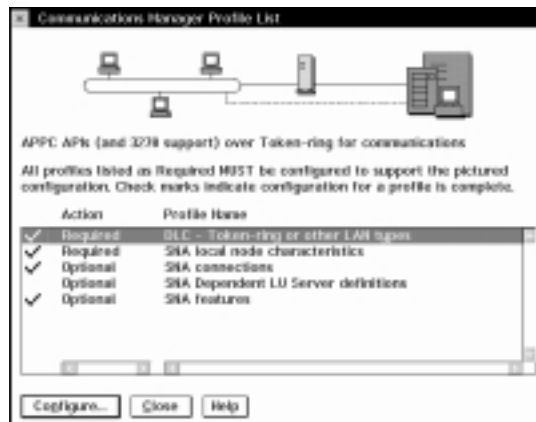 Communications Manager Profile List
APPC APIs (and 3270 support) over Token-ring for communications
All profiles listed as Required MUST be configured to support the pictured
configuration. Check marks indicate configuration for a profile is complete.
Action Profile Name
Required DLC - Token-ring or other LAN types
Required SNA local node characteristics
Optional SNA connections
Optional SNA Dependent LU Server definitions
Optional SNA features
Configure... Close Help